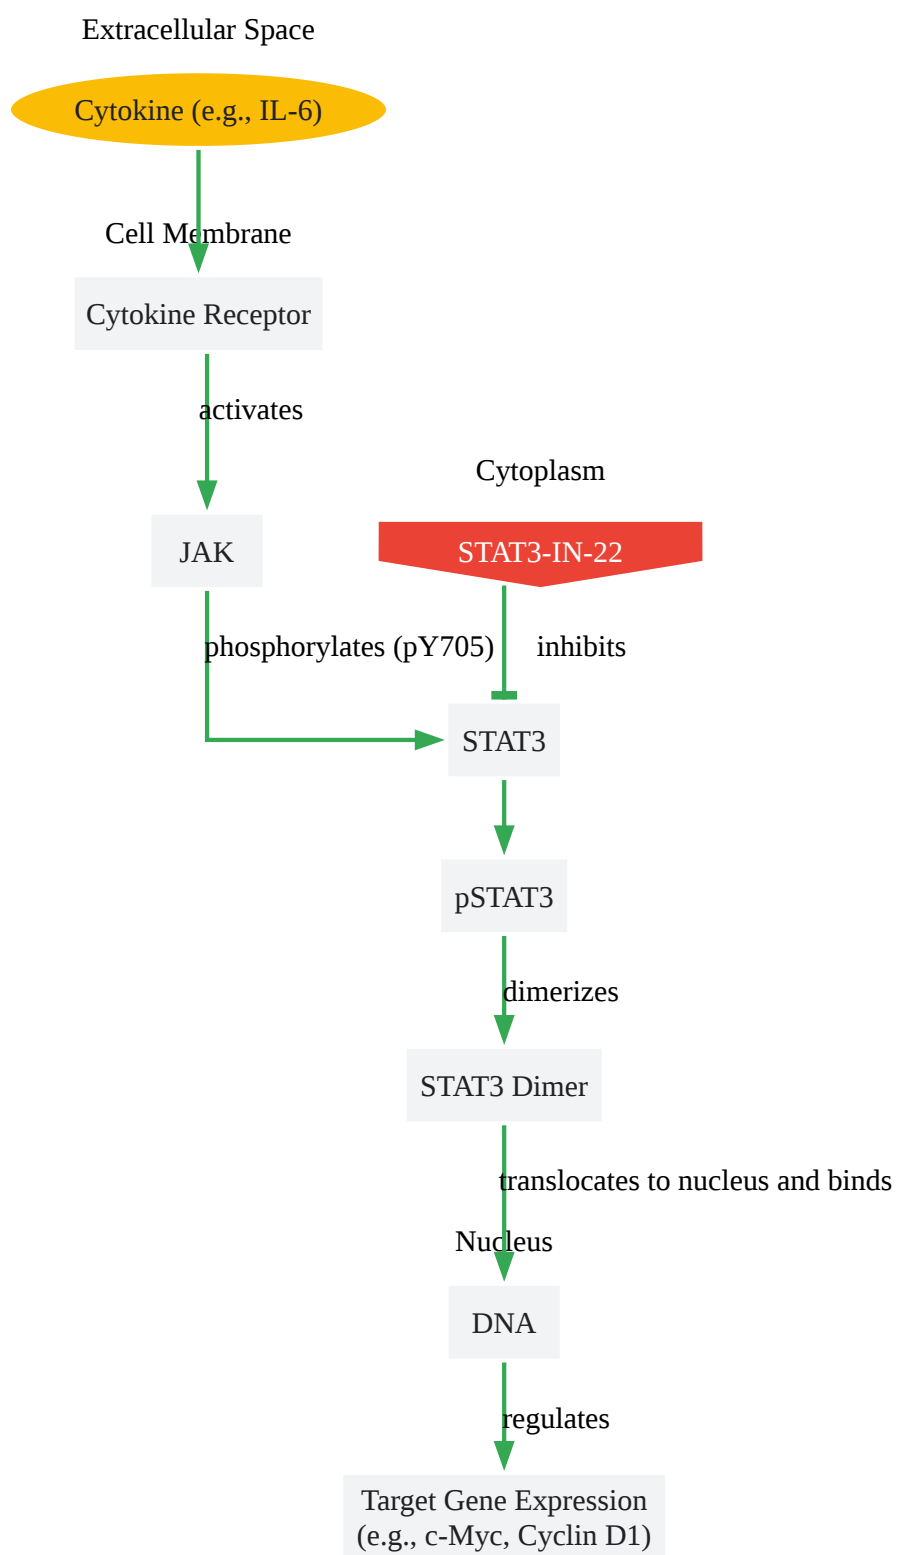 Extracellular Space
Cytokine (e.g., IL-6)
Cell Membrane
Cytokine Receptor
activates
Cytoplasm
JAK
STAT3-IN-22
phosphorylates (pY705)
inhibits
STAT3
pSTAT3
dimerizes
STAT3 Dimer
translocates to nucleus and binds
Nucleus
DNA
regulates
Target Gene Expression
(e.g., c-Myc, Cyclin D1)